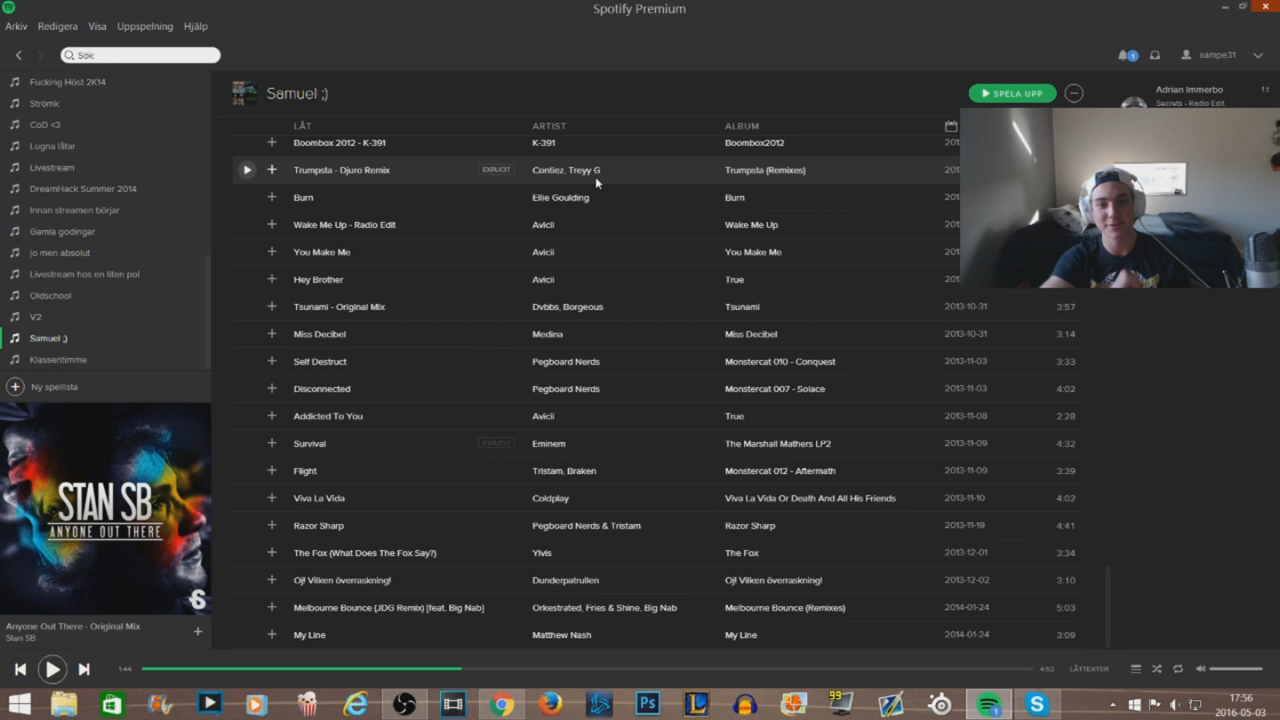 Spotify Premium
Arkiv Redigera Visa Uppspelning Hjälp
Sök
1
sampe31
Fucking Höst 2K14
Strömk
CoD <3
Lugna låtar
Livestream
DreamHack Summer 2014
Innan streamen börjar
Gamla godingar
jo men absolut
Livestream hos en liten pol
Oldschool
V2
Samuel ;)
Klassentimme
Ny spellista
STAN SB
ANYONE OUT THERE
S
Anyone Out There - Original Mix
Stan SB
Samuel ;)
SPELA UPP
Adrian Immerbo 1t
Secrets - Radio Edit
LÅT ARTIST ALBUM
Boombox 2012 - K-391 K-391 Boombox2012 201
Trumpsta - Djuro Remix EXPLICIT Contiez, Treyy G Trumpsta (Remixes) 201
Burn Ellie Goulding Burn 201
Wake Me Up - Radio Edit Avicii Wake Me Up 201
You Make Me Avicii You Make Me 201
Hey Brother Avicii True 201
Tsunami - Original Mix Dvbbs, Borgeous Tsunami 2013-10-31 3:57
Miss Decibel Medina Miss Decibel 2013-10-31 3:14
Self Destruct Pegboard Nerds Monstercat 010 - Conquest 2013-11-03 3:33
Disconnected Pegboard Nerds Monstercat 007 - Solace 2013-11-03 4:02
Addicted To You Avicii True 2013-11-08 2:28
Survival EXPLICIT Eminem The Marshall Mathers LP2 2013-11-09 4:32
Flight Tristam, Braken Monstercat 012 - Aftermath 2013-11-09 3:39
Viva La Vida Coldplay Viva La Vida Or Death And All His Friends 2013-11-10 4:02
Razor Sharp Pegboard Nerds & Tristam Razor Sharp 2013-11-19 4:41
The Fox (What Does The Fox Say?) Ylvis The Fox 2013-12-01 3:34
Oj! Vilken överraskning! Dunderpatrullen Oj! Vilken överraskning! 2013-12-02 3:10
Melbourne Bounce (JDG Remix) [feat. Big Nab] Orkestrated, Fries & Shine, Big Nab Melbourne Bounce (Remixes) 2014-01-24 5:03
My Line Matthew Nash My Line 2014-01-24 3:09
1:44 4:52 LÅTTEXTER
Ps L 99 S
17:56
2016-05-03